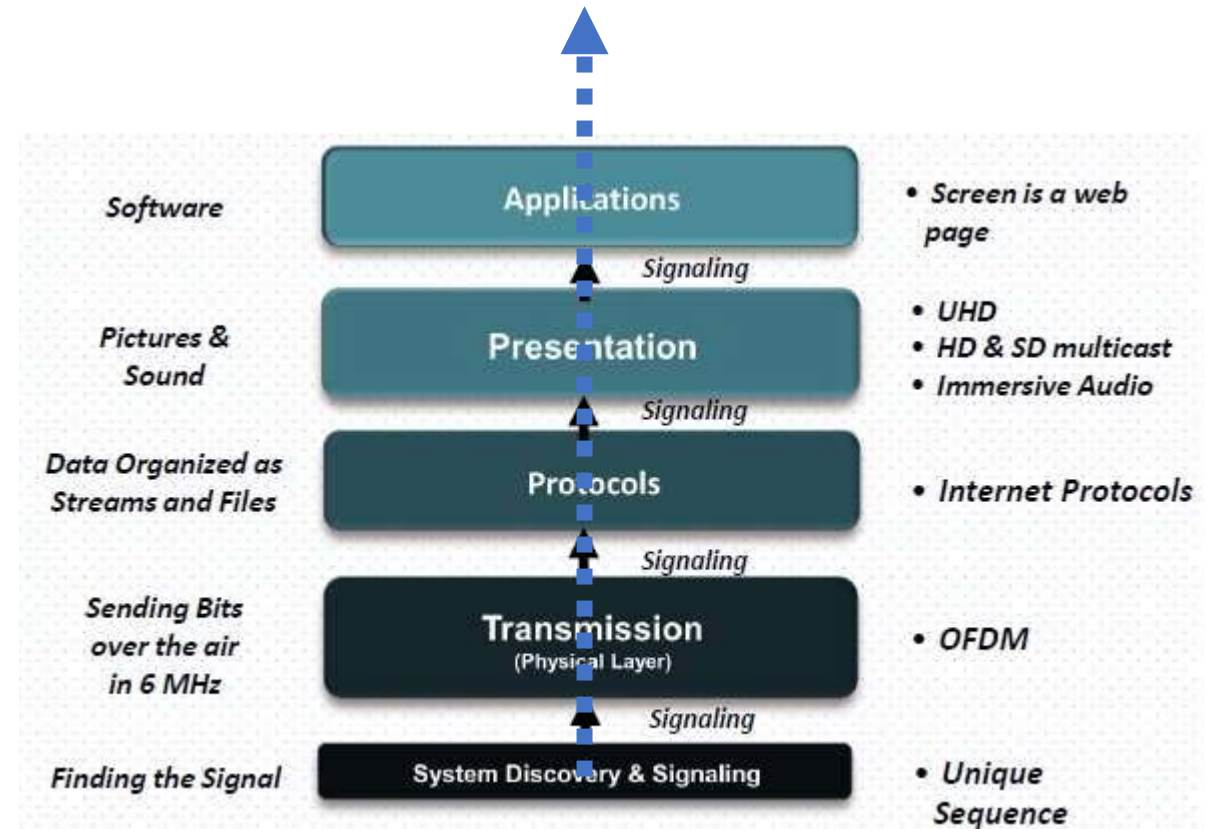 Software
Applications
• Screen is a web
page
Signaling
Pictures &
Sound
Presentation
• UHD
• HD & SD multicast
• Immersive Audio
Signaling
Data Organized as
Streams and Files
Protocols
• Internet Protocols
Signaling
Sending Bits
over the air
in 6 MHz
Transmission
(Physical Layer)
• OFDM
Signaling
Finding the Signal
System Discovery & Signaling
• Unique
Sequence